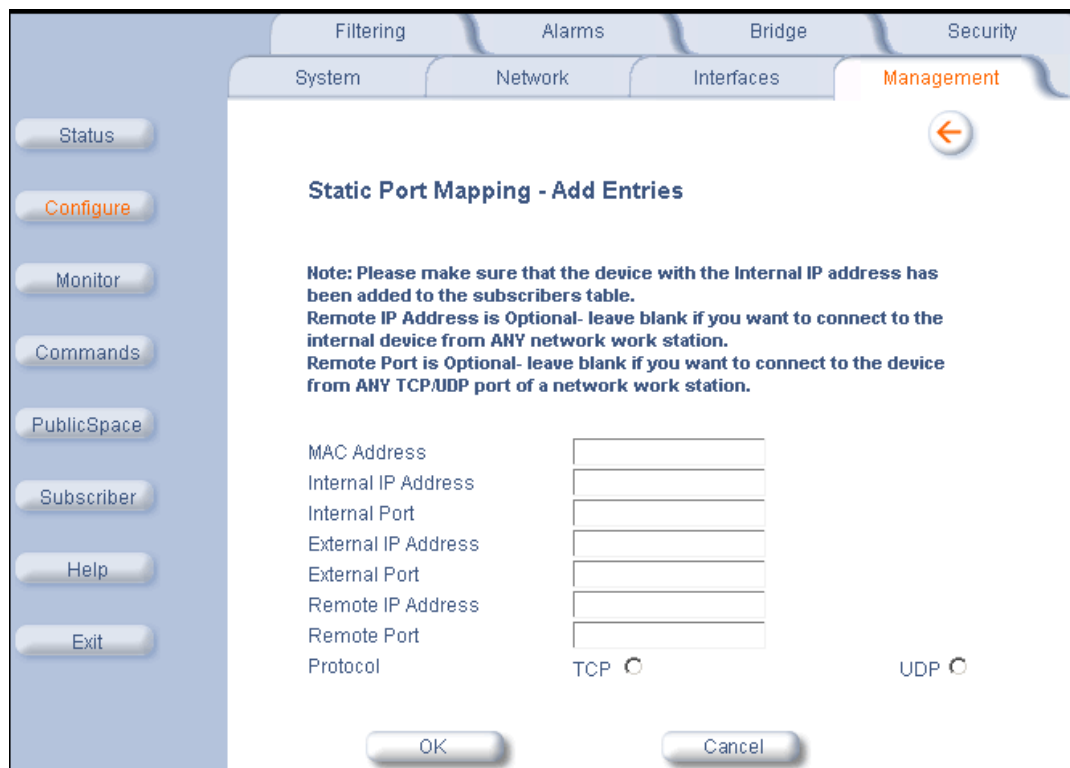 Filtering Alarms Bridge Security
System Network Interfaces Management
Status
Configure
Monitor
Commands
PublicSpace
Subscriber
Help
Exit
Static Port Mapping - Add Entries
Note: Please make sure that the device with the Internal IP address has
been added to the subscribers table.
Remote IP Address is Optional- leave blank if you want to connect to the
internal device from ANY network work station.
Remote Port is Optional- leave blank if you want to connect to the device
from ANY TCP/UDP port of a network work station.
MAC Address
Internal IP Address
Internal Port
External IP Address
External Port
Remote IP Address
Remote Port
Protocol TCP UDP
OK Cancel